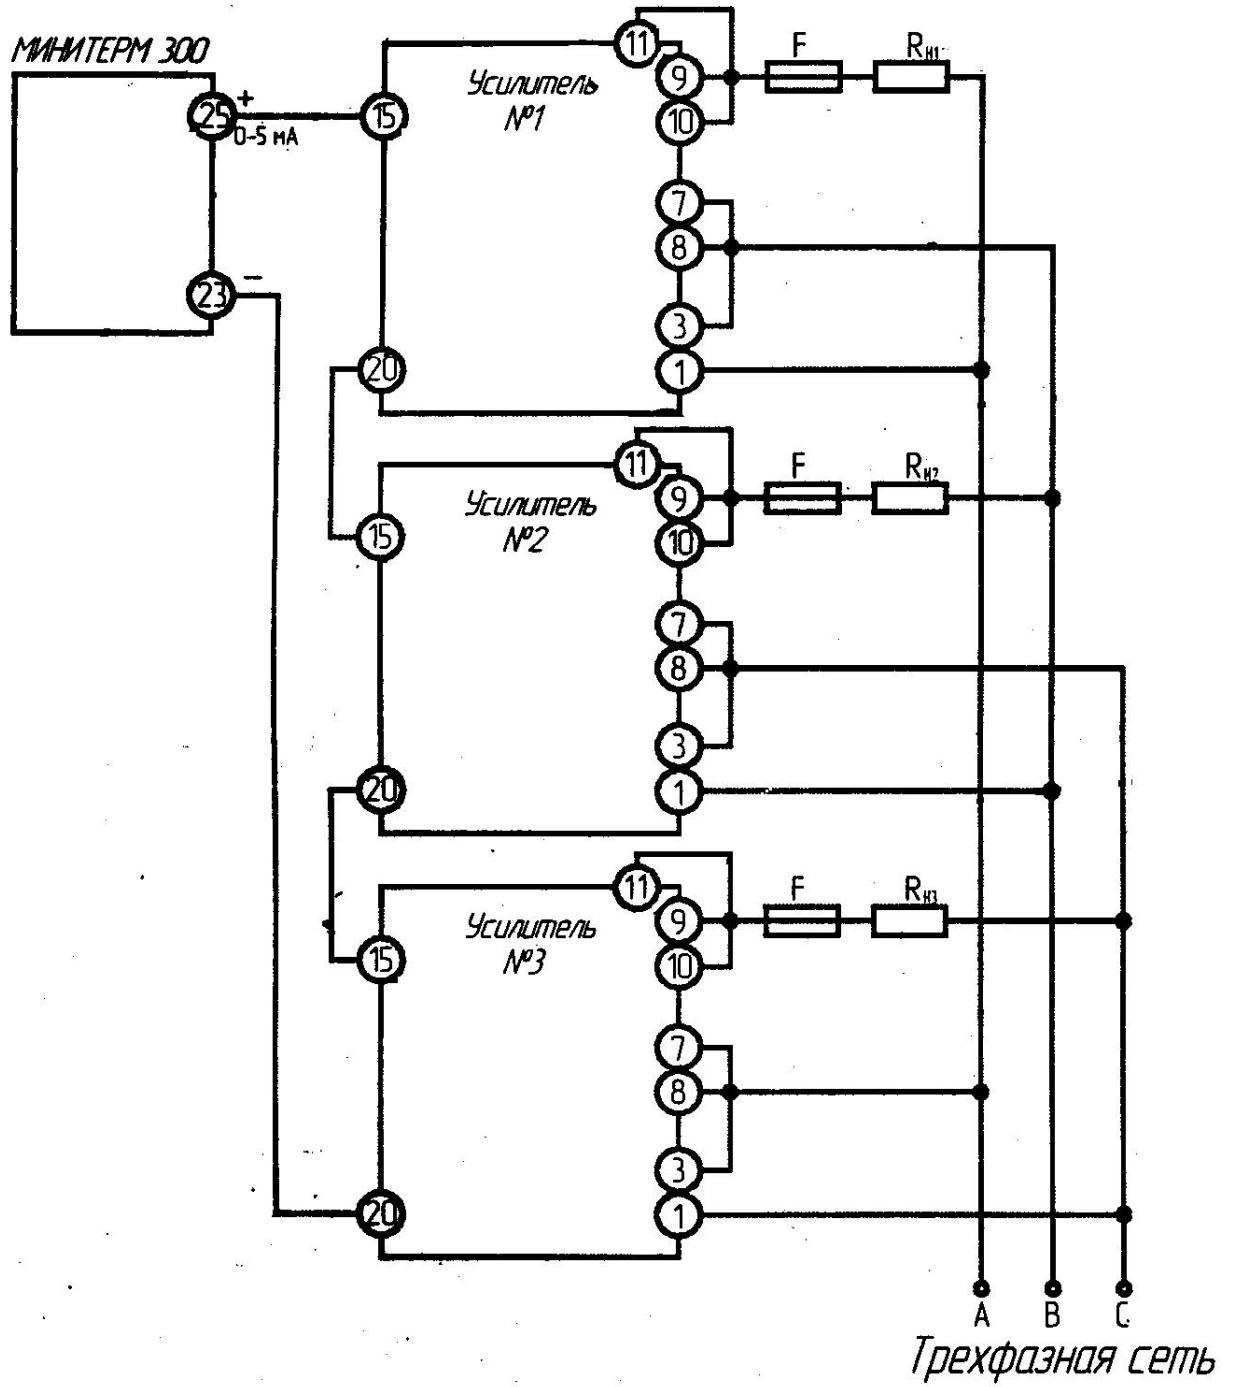 МИНИТЕРМ 300
25
+
0-5 мА
23
−
Усилитель
№1
15
20
11
9
10
7
8
3
1
F
Rн1
Усилитель
№2
15
20
11
9
10
7
8
3
1
F
Rн2
Усилитель
№3
15
20
11
9
10
7
8
3
1
F
Rн3
A
B
C
Трехфазная сеть